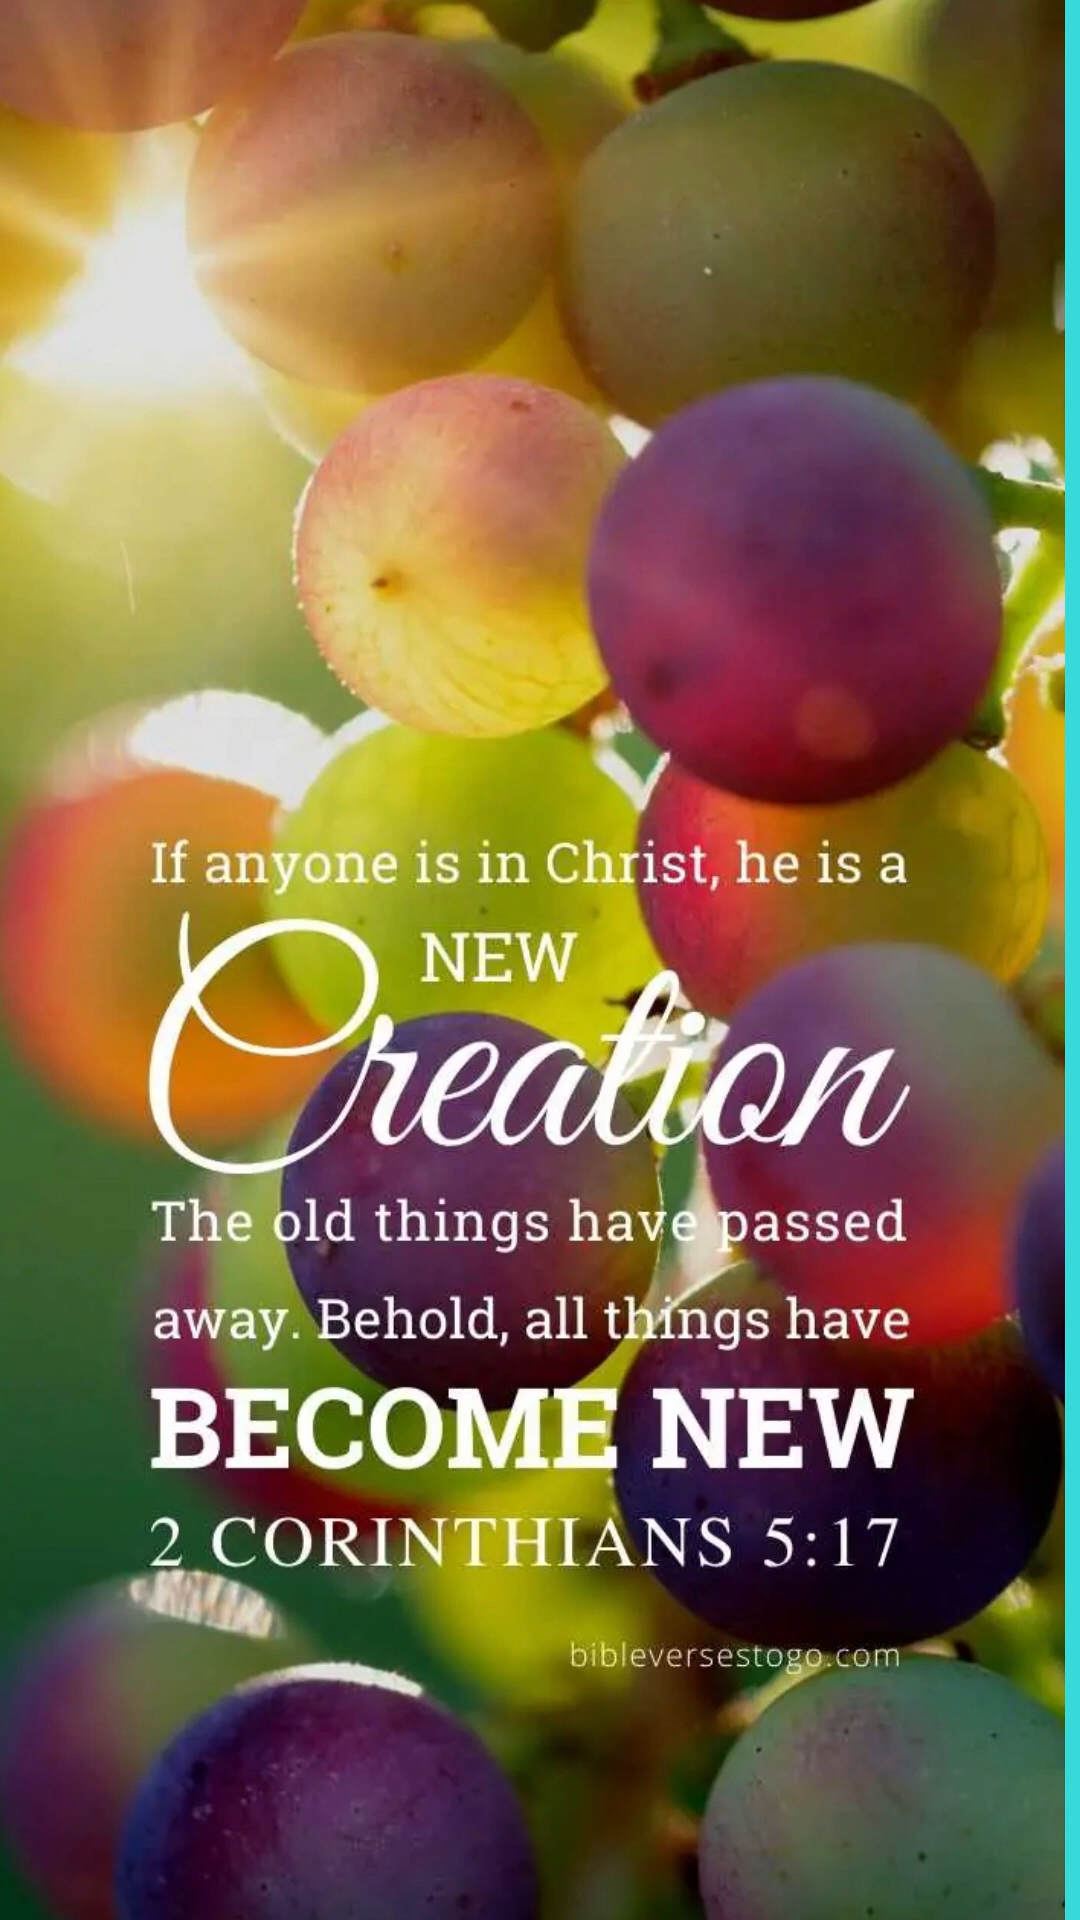 If anyone is in Christ, he is a
NEW
Creation
The old things have passed
away. Behold, all things have
BECOME NEW
2 CORINTHIANS 5:17
bibleversestogo.com